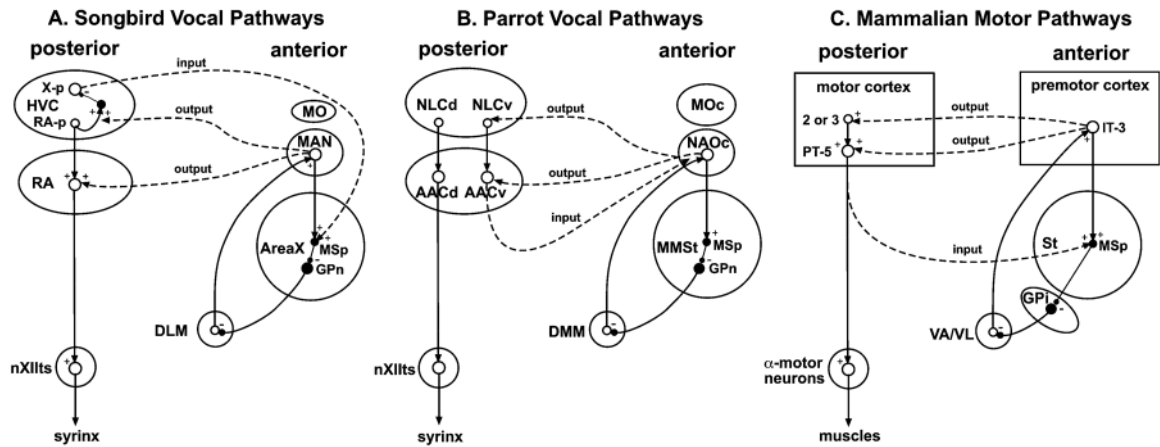 A. Songbird Vocal Pathways
posterior
anterior
input
X-p
-
HVC
+ +
RA-p
output
MO
MAN
+
output
RA
+ +
AreaX
+ +
MSp
-
GPn
DLM
-
nXIIts
+
syrinx
B. Parrot Vocal Pathways
posterior
anterior
NLCd
NLCv
MOc
output
NAOc
output
AACd
AACv
input
MMSt
+
MSp
-
GPn
DMM
-
nXIIts
syrinx
C. Mammalian Motor Pathways
posterior
anterior
motor cortex
premotor cortex
output
2 or 3
+
IT-3
+
PT-5
+
+
output
input
St
+ +
MSp
GPi
-
VA/VL
-
α-motor
neurons
+
muscles